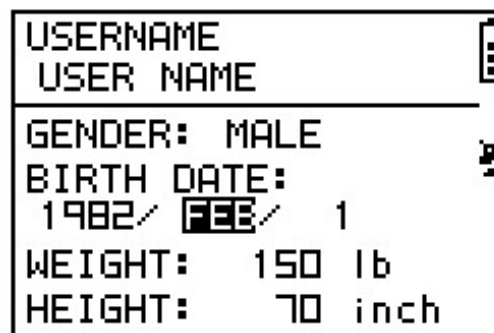 USERNAME
USER NAME
GENDER: MALE
BIRTH DATE:
1982/ FEB/ 1
WEIGHT: 150 lb
HEIGHT: 70 inch